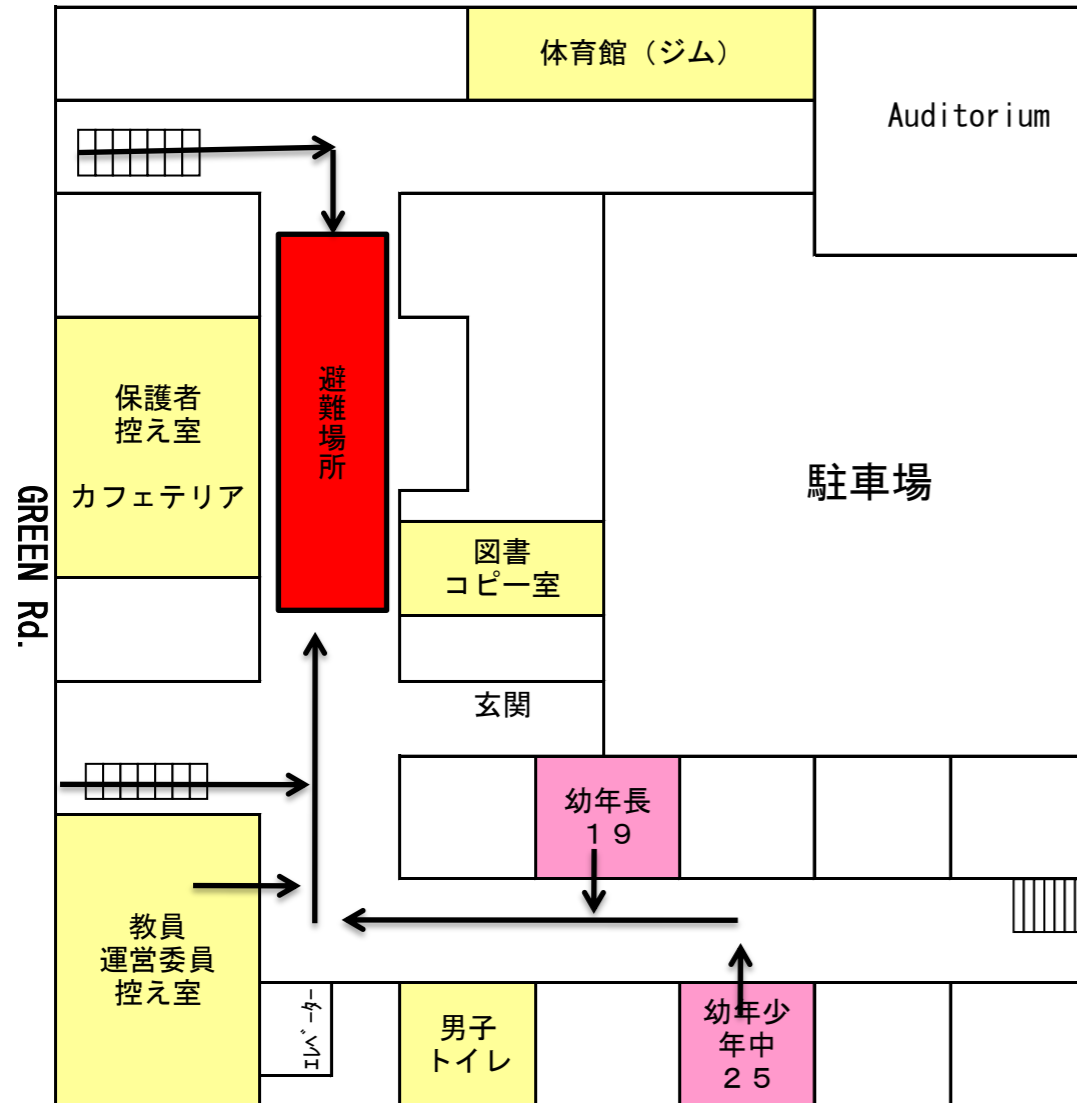 体育館（ジム）
Auditorium
避難場所
保護者
控え室
カフェテリア
駐車場
GREEN Rd.
図書
コピー室
玄関
幼年長
１９
教員
運営委員
控え室
ｴﾚﾍﾞｰﾀｰ
男子
トイレ
幼年少
年中
２５